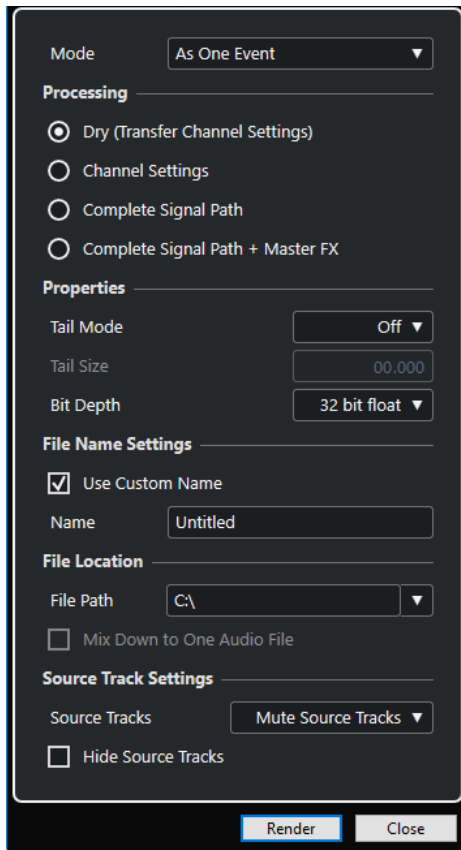 Mode As One Event
Processing
Dry (Transfer Channel Settings)
Channel Settings
Complete Signal Path
Complete Signal Path + Master FX
Properties
Tail Mode Off
Tail Size 00.000
Bit Depth 32 bit float
File Name Settings
Use Custom Name
Name Untitled
File Location
File Path C:\
Mix Down to One Audio File
Source Track Settings
Source Tracks Mute Source Tracks
Hide Source Tracks
Render Close